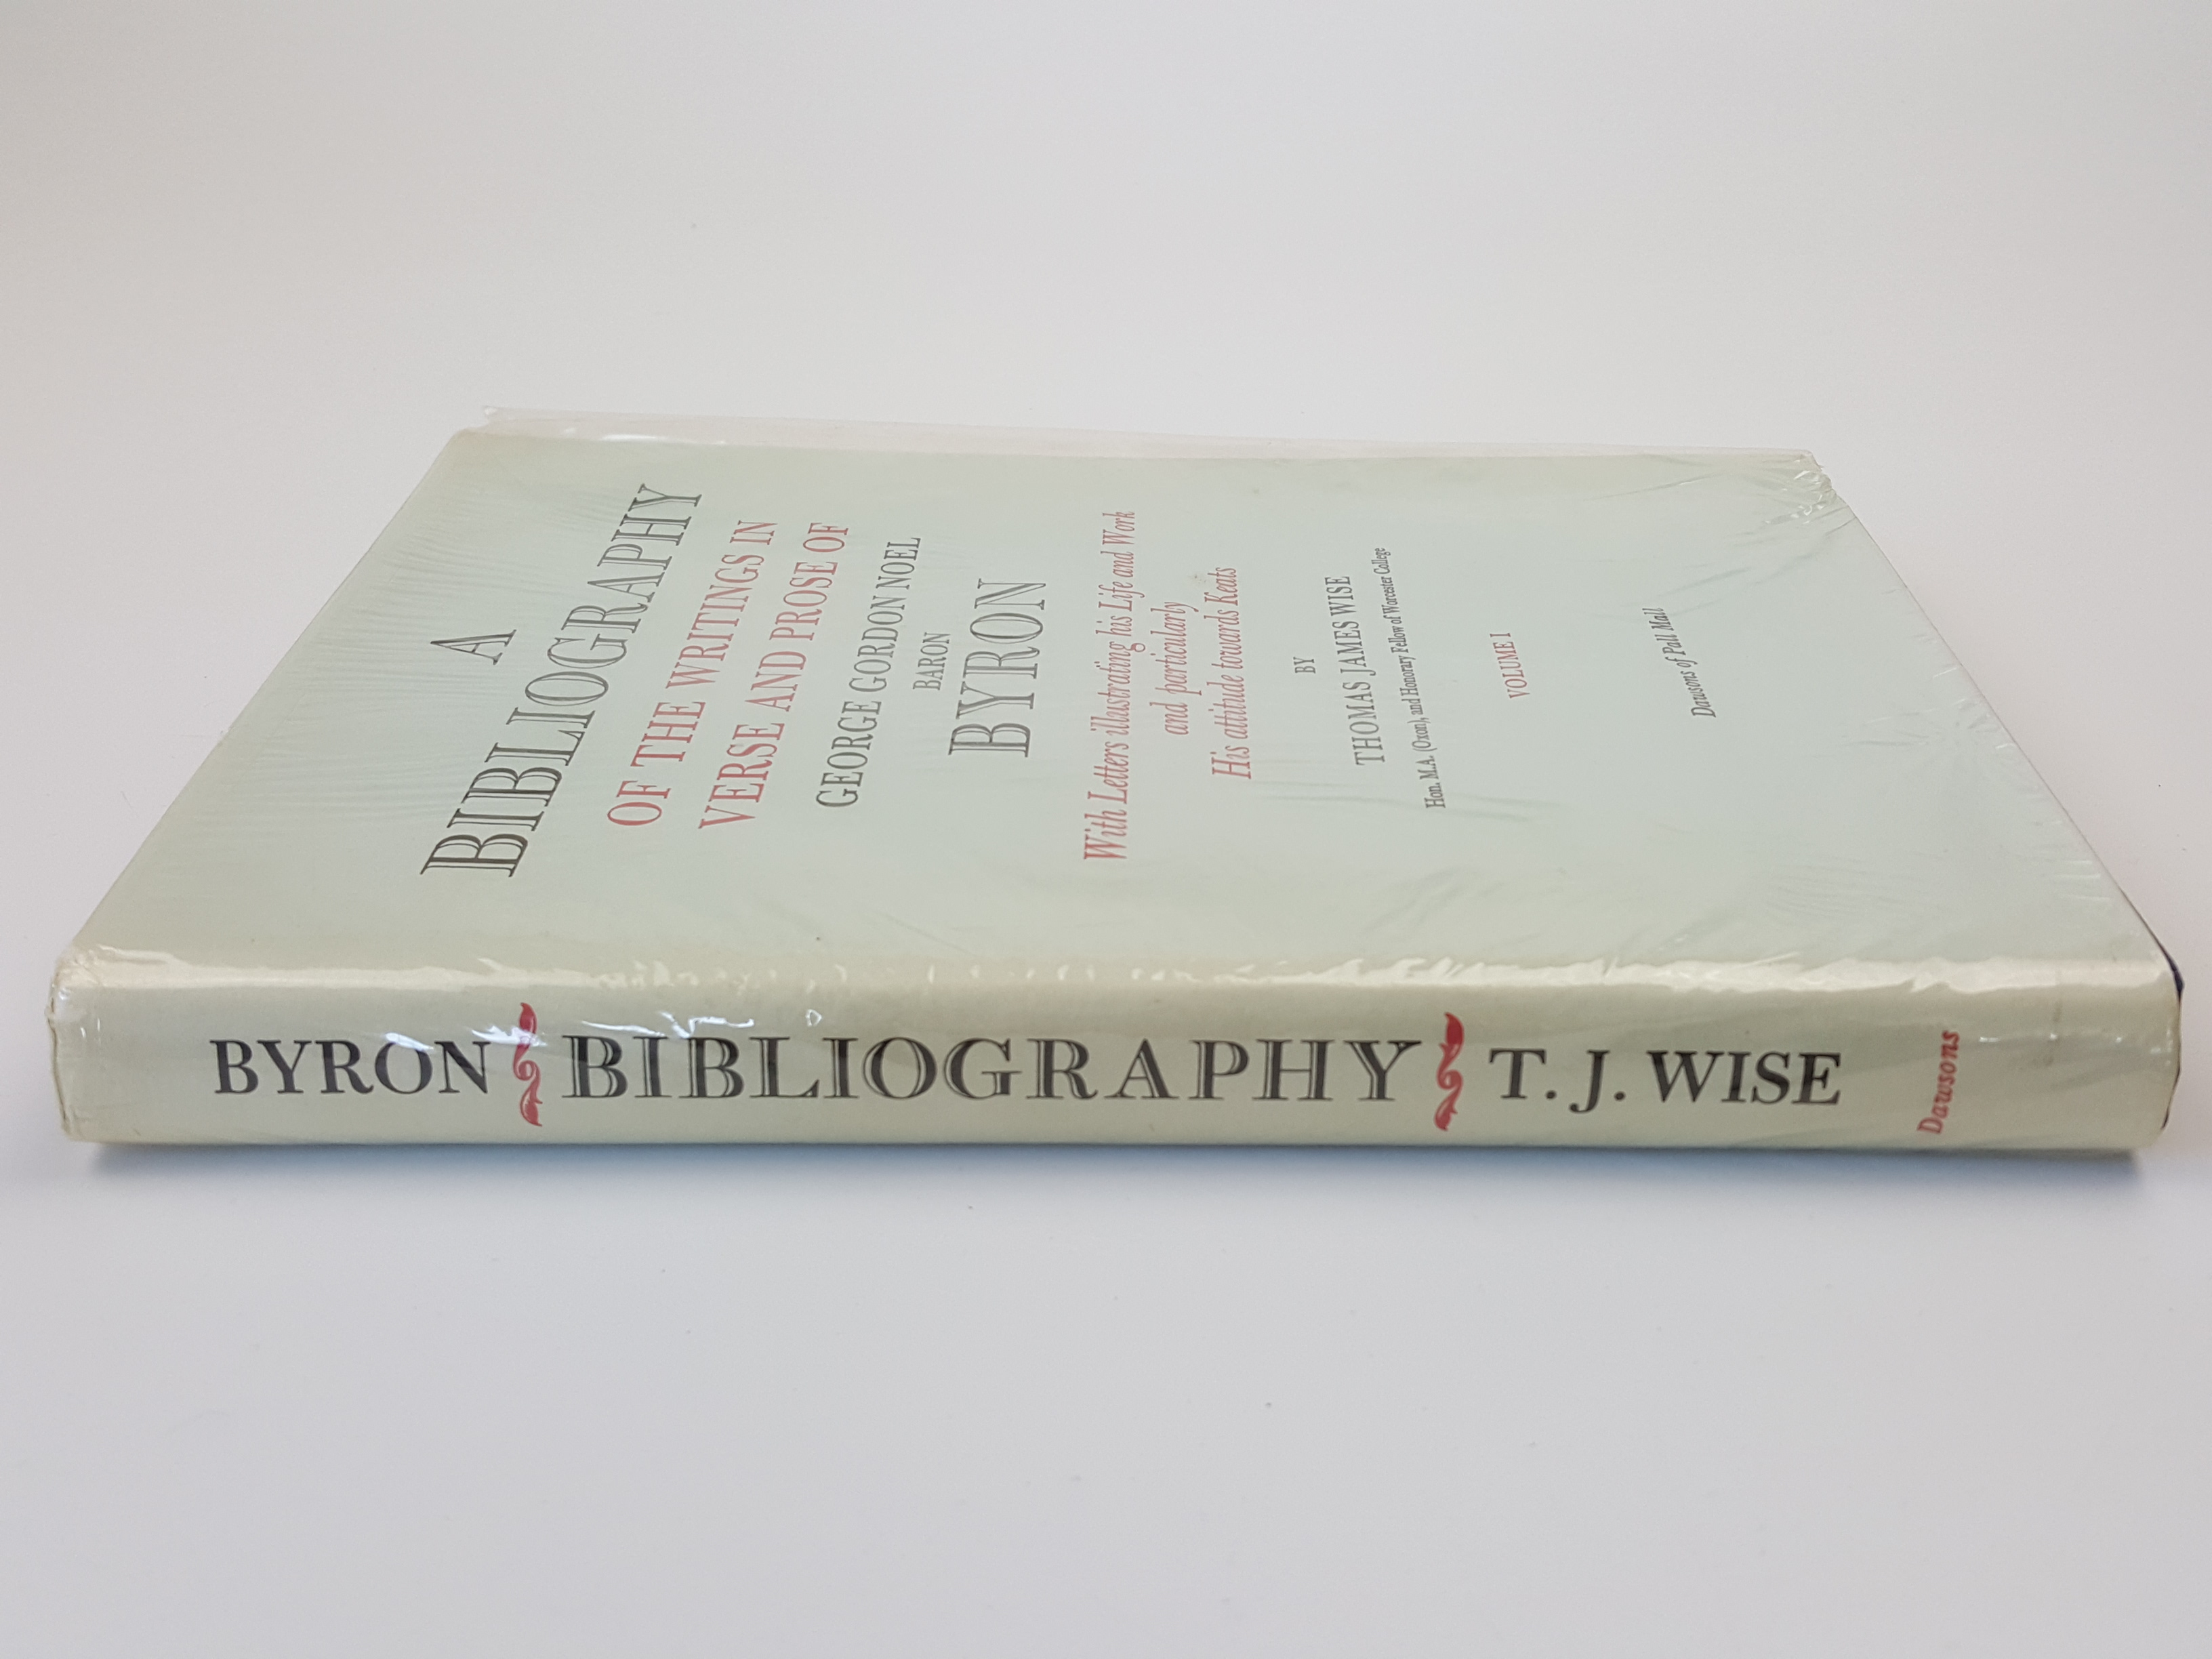 A
BIBLIOGRAPHY
OF THE WRITINGS IN
VERSE AND PROSE OF
GEORGE GORDON NOEL
BARON
BYRON
With Letters illustrating his Life and Work
and particularly
His attitude towards Keats
BY
THOMAS JAMES WISE
Hon. M.A. (Oxon), and Honorary Fellow of Worcester College
VOLUME I
Dawsons of Pall Mall
BYRON BIBLIOGRAPHY T. J. WISE
Dawsons